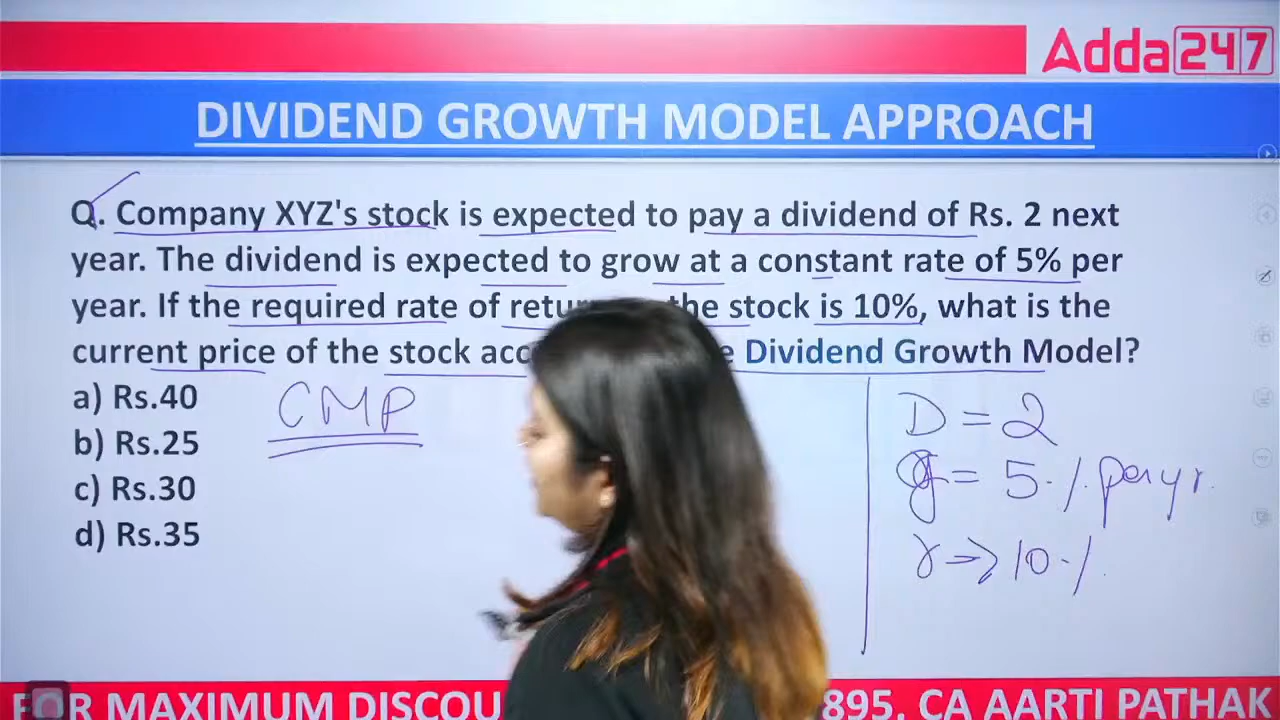 Adda 247
DIVIDEND GROWTH MODEL APPROACH
Q. Company XYZ's stock is expected to pay a dividend of Rs. 2 next
year. The dividend is expected to grow at a constant rate of 5% per
year. If the required rate of retur the stock is 10%, what is the
current price of the stock acc e Dividend Growth Model?
a) Rs.40
b) Rs.25
c) Rs.30
d) Rs.35
CMP
D = 2
g = 5 % per yr.
r => 10 %
FOR MAXIMUM DISCOU 895, CA AARTI PATHAK